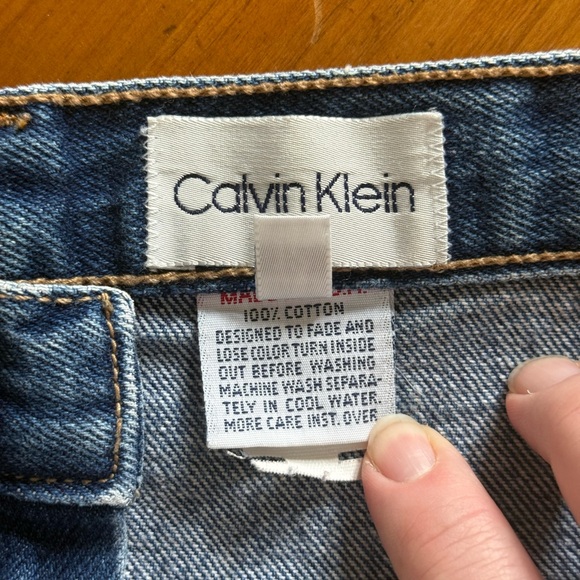 Calvin Klein
100% COTTON
DESIGNED TO FADE AND
LOSE COLOR TURN INSIDE
OUT BEFORE WASHING
MACHINE WASH SEPARA-
TELY IN COOL WATER.
MORE CARE INST. OVER